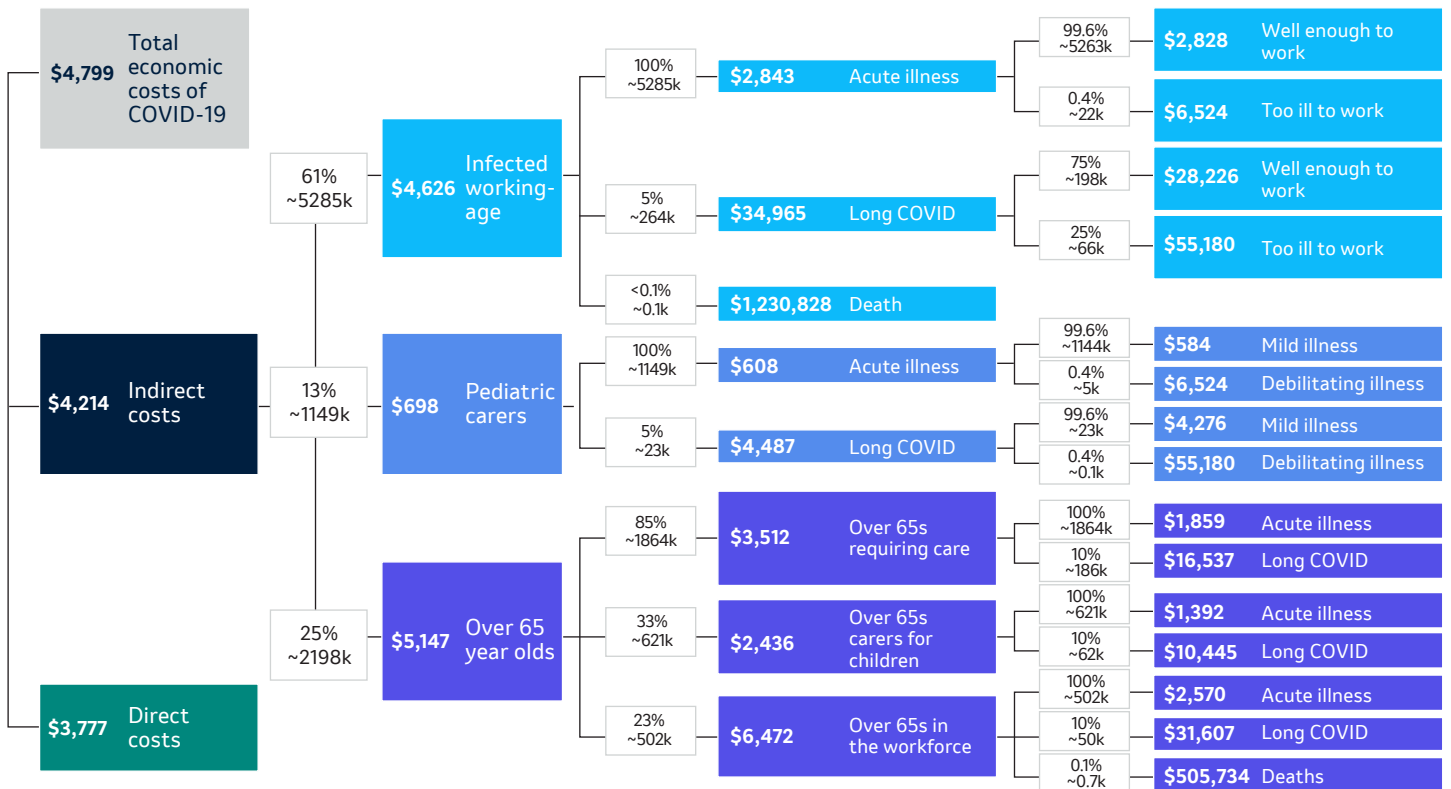 $4,799 Total
economic
costs of
COVID-19
$4,214 Indirect
costs
$3,777 Direct
costs
61%
~5285k
13%
~1149k
25%
~2198k
$4,626 Infected
working-
age
$698 Pediatric
carers
$5,147 Over 65
year olds
100%
~5285k
$2,843 Acute illness
5%
~264k
$34,965 Long COVID
<0.1%
~0.1k
$1,230,828 Death
100%
~1149k
$608 Acute illness
5%
~23k
$4,487 Long COVID
85%
~1864k
$3,512 Over 65s
requiring care
33%
~621k
$2,436 Over 65s
carers for
children
23%
~502k
$6,472 Over 65s in
the workforce
99.6%
~5263k
$2,828 Well enough to
work
0.4%
~22k
$6,524 Too ill to work
75%
~198k
$28,226 Well enough to
work
25%
~66k
$55,180 Too ill to work
99.6%
~1144k
$584 Mild illness
0.4%
~5k
$6,524 Debilitating illness
99.6%
~23k
$4,276 Mild illness
0.4%
~0.1k
$55,180 Debilitating illness
100%
~1864k
$1,859 Acute illness
10%
~186k
$16,537 Long COVID
100%
~621k
$1,392 Acute illness
10%
~62k
$10,445 Long COVID
100%
~502k
$2,570 Acute illness
10%
~50k
$31,607 Long COVID
0.1%
~0.7k
$505,734 Deaths